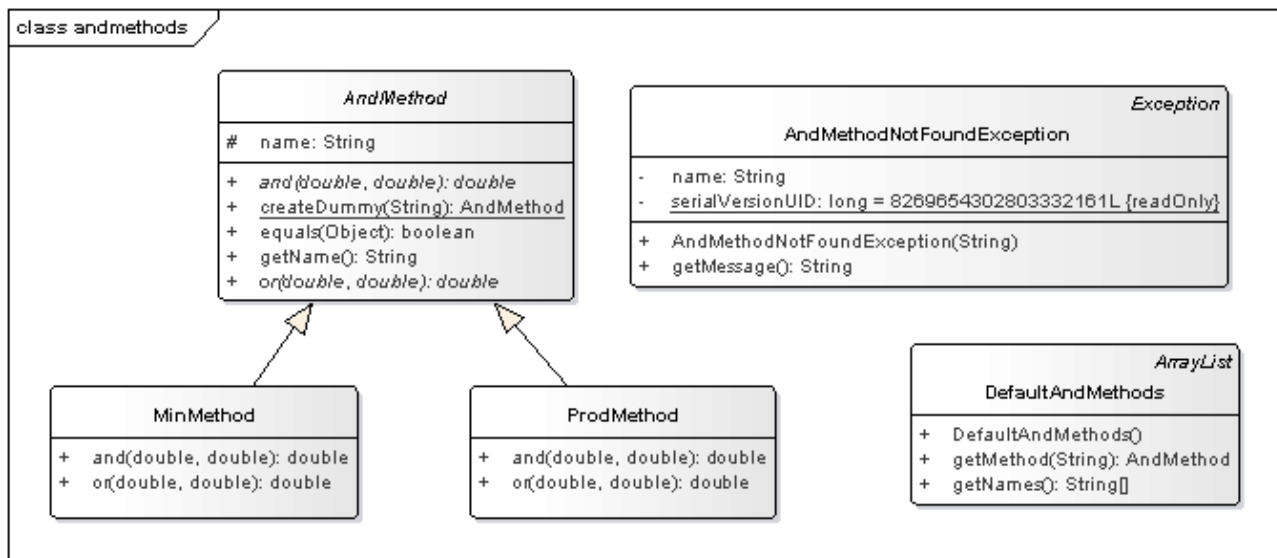 class andmethods
AndMethod
# name: String
+ and(double, double): double
+ createDummy(String): AndMethod
+ equals(Object): boolean
+ getName(): String
+ or(double, double): double
Exception
AndMethodNotFoundException
- name: String
- serialVersionUID: long = 8269654302803332161L {readOnly}
+ AndMethodNotFoundException(String)
+ getMessage(): String
MinMethod
+ and(double, double): double
+ or(double, double): double
ProdMethod
+ and(double, double): double
+ or(double, double): double
ArrayList
DefaultAndMethods
+ DefaultAndMethods()
+ getMethod(String): AndMethod
+ getNames(): String[]